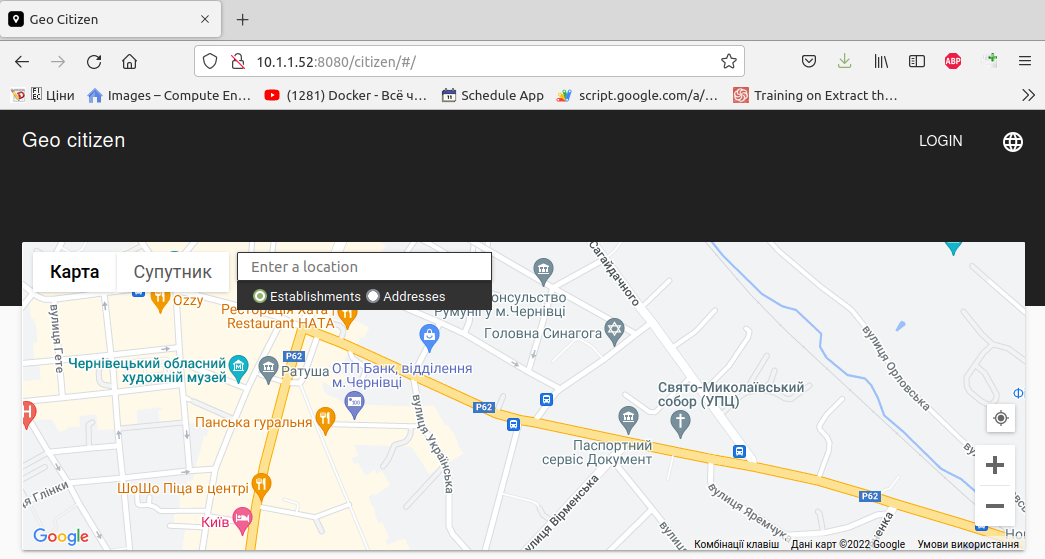 Geo Citizen
10.1.1.52:8080/citizen/#/
Ціни
Images – Compute En…
(1281) Docker - Всё ч…
Schedule App
script.google.com/a/…
Training on Extract th…
ABP
Geo citizen
LOGIN
Карта
Супутник
Enter a location
Establishments
Addresses
Сагайдачного
онсульство
Румунії у м.Чернівці
Ozzy
Ресторація Хата
Restaurant HATA
Головна Синагога
вулиця Гете
вулиця Орловська
P62
Чернівецький обласний
художній музей
Ратуша
ОТП Банк, відділення
м.Чернівці
Свято-Миколаївський
собор (УПЦ)
P62
Панська гуральня
вулиця Українська
Паспортний
сервіс Документ
ШоШо Піца в центрі
Глінки
Київ
вулиця Вірменська
вулиця Яремчу
P62
енка
Google
Комбінації клавіш
Дані карт ©2022 Google
Умови використання